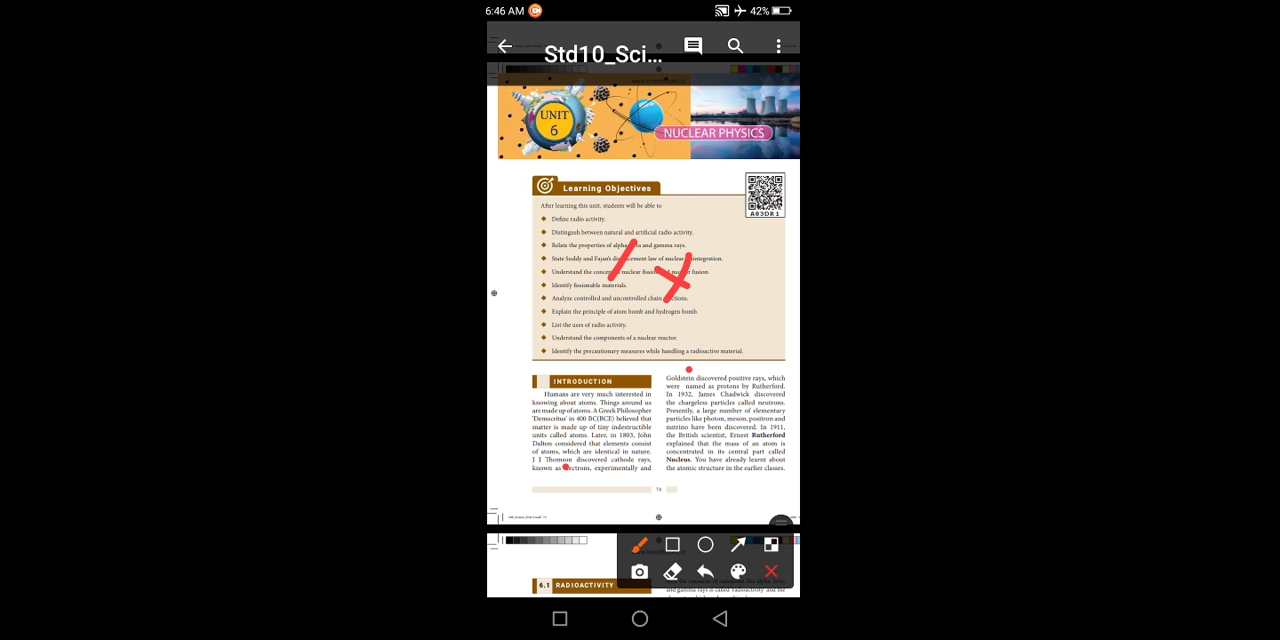 6:46 AM
42%
Std10_Sci...
UNIT
6
NUCLEAR PHYSICS
Learning Objectives
A83DR1
After learning this unit, students will be able to
Define radio activity.
Distingush between natural and artificial radio activity.
Relate the properties of alpha and gamma rays.
State Soddy and Fajan's law of nuclear
Understand the nuclear fusion.
Identify fissionable materials.
Analyze controlled and uncontrolled chain
Explain the principle of atom bomb and hydrogen bomb.
List the uses of radio activity.
Understand the components of a nuclear reactor.
Identify the precautionary measures while handling a radioactive material.
INTRODUCTION
Humans are very much interested in
knowing about atoms. Things around us
are made up of atoms. A Greek Philosopher
'Democritus' in 400 BC(BCE) believed that
matter is made up of tiny indestructible
units called atoms. Later, in 1803, John
Dalton considered that elements consist
of atoms, which are identical in nature.
J J Thomson discovered cathode rays,
known as experimentally and
Goldstein discovered positive rays, which
were named as protons by Rutherford.
In 1932, James Chadwick discovered
the chargeless particles called neutrons.
Presently, a large number of elementary
particles like photon, meson, positron and
nutrino have been discovered. In 1911,
the British scientist, Ernest Rutherford
explained that the mass of an atom is
concentrated in its central part called
Nucleus. You have already learnt about
the atomic structure in the earlier classes.
6.1 RADIOACTIVITY
and gamma rays is called 'radioactivity' and the